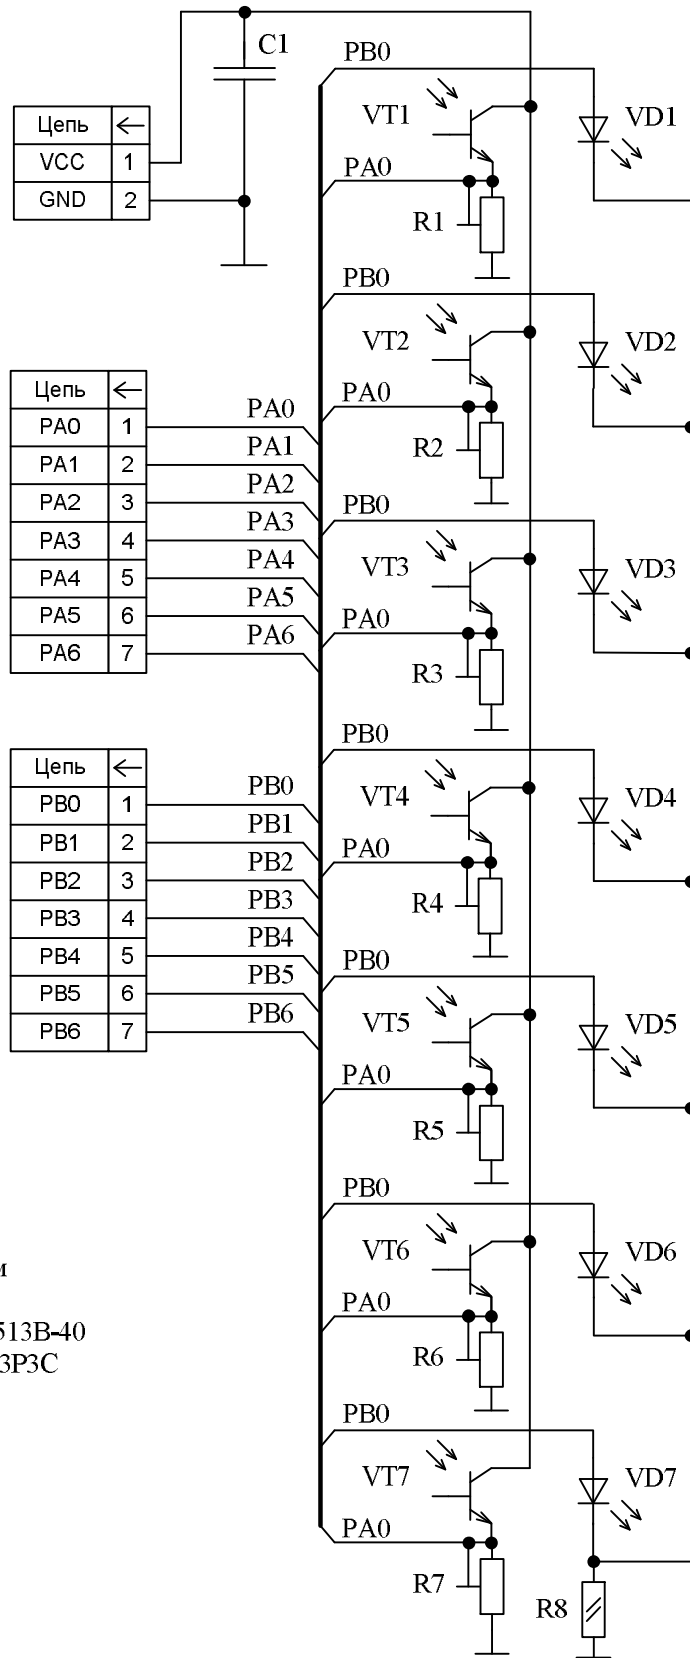 C1
Цепь
VCC 1
GND 2
PB0
VT1
VD1
PA0
R1
PB0
VT2
VD2
PA0
R2
Цепь
PA0 1 PA0
PA1 2 PA1
PA2 3 PA2
PA3 4 PA3
PA4 5 PA4
PA5 6 PA5
PA6 7 PA6
PB0
VT3
VD3
PA0
R3
PB0
VT4
VD4
PA0
R4
Цепь
PB0 1 PB0
PB1 2 PB1
PB2 3 PB2
PB3 4 PB3
PB4 5 PB4
PB5 6 PB5
PB6 7 PB6
PB0
VT5
VD5
PA0
R5
PB0
VT6
VD6
PA0
R6
м
513B-40
3P3C
PB0
VT7
VD7
PA0
R7
R8